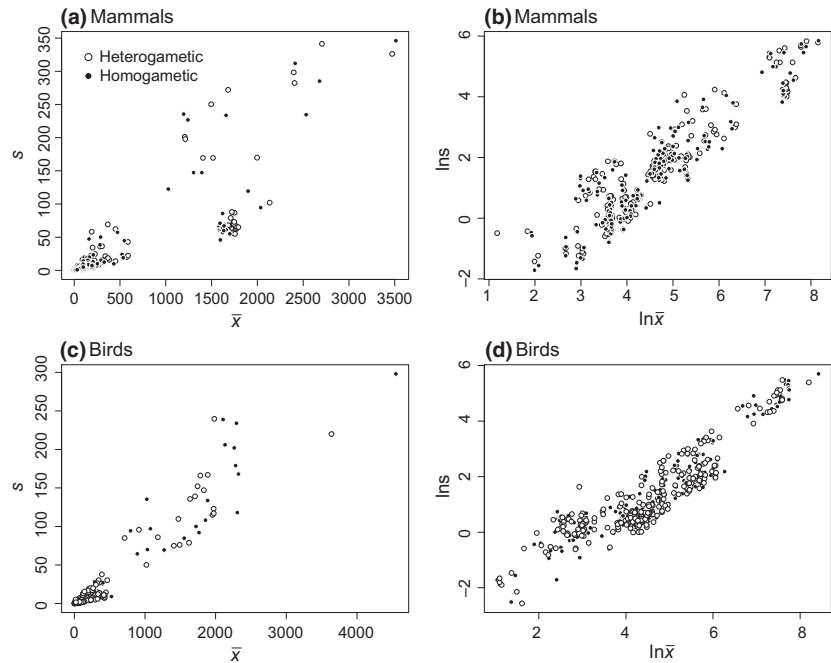 (a) Mammals
Heterogametic
Homogametic
s
0 50 100 150 200 250 300 350
0 500 1000 1500 2000 2500 3000 3500
x̅
(b) Mammals
lns
−2 0 2 4 6
1 2 3 4 5 6 7 8
lnx̅
(c) Birds
s
0 50 100 150 200 250 300
0 1000 2000 3000 4000
x̅
(d) Birds
lns
−2 0 2 4 6
2 4 6 8
lnx̅